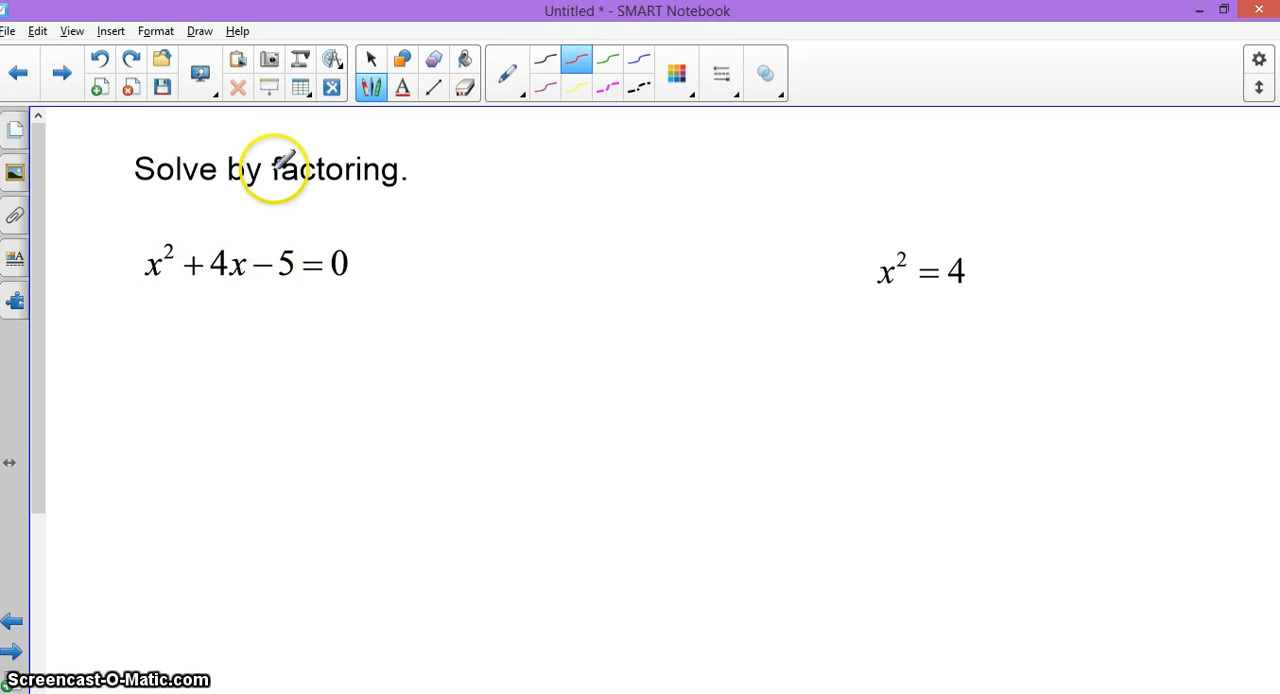 Untitled * - SMART Notebook
File Edit View Insert Format Draw Help
Solve by factoring.
x² + 4x − 5 = 0
x² = 4
Screencast-O-Matic.com